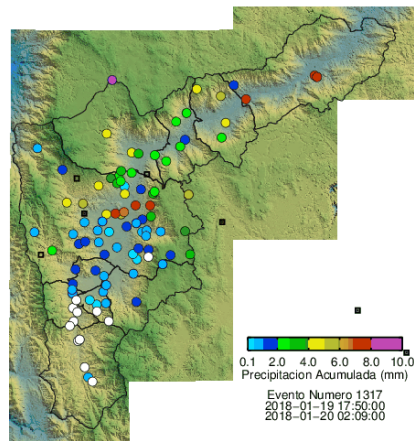 0.1 2.0 4.0 6.0 8.0 10.0
Precipitacion Acumulada (mm)
Evento Numero 1317
2018-01-19 17:50:00
2018-01-20 02:09:00